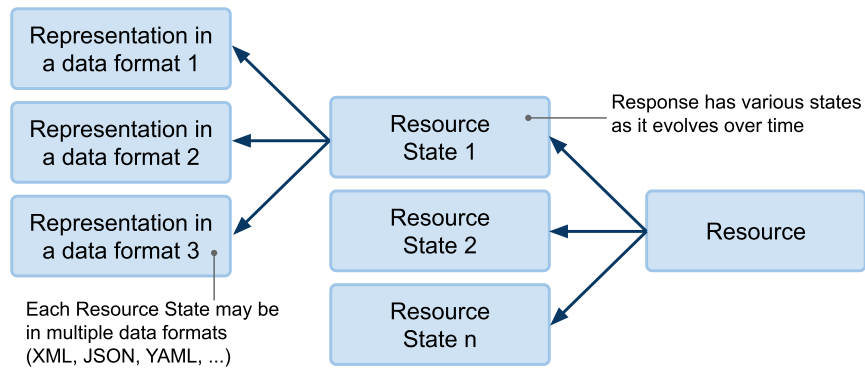 Representation in
a data format 1
Representation in
a data format 2
Representation in
a data format 3
Each Resource State may be
in multiple data formats
(XML, JSON, YAML, ...)
Resource
State 1
Resource
State 2
Resource
State n
Response has various states
as it evolves over time
Resource